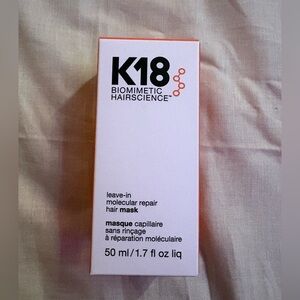 K18
BIOMIMETIC
HAIRSCIENCE™
leave-in
molecular repair
hair mask
masque capillaire
sans rinçage
à réparation moléculaire
50 ml/1.7 fl oz liq